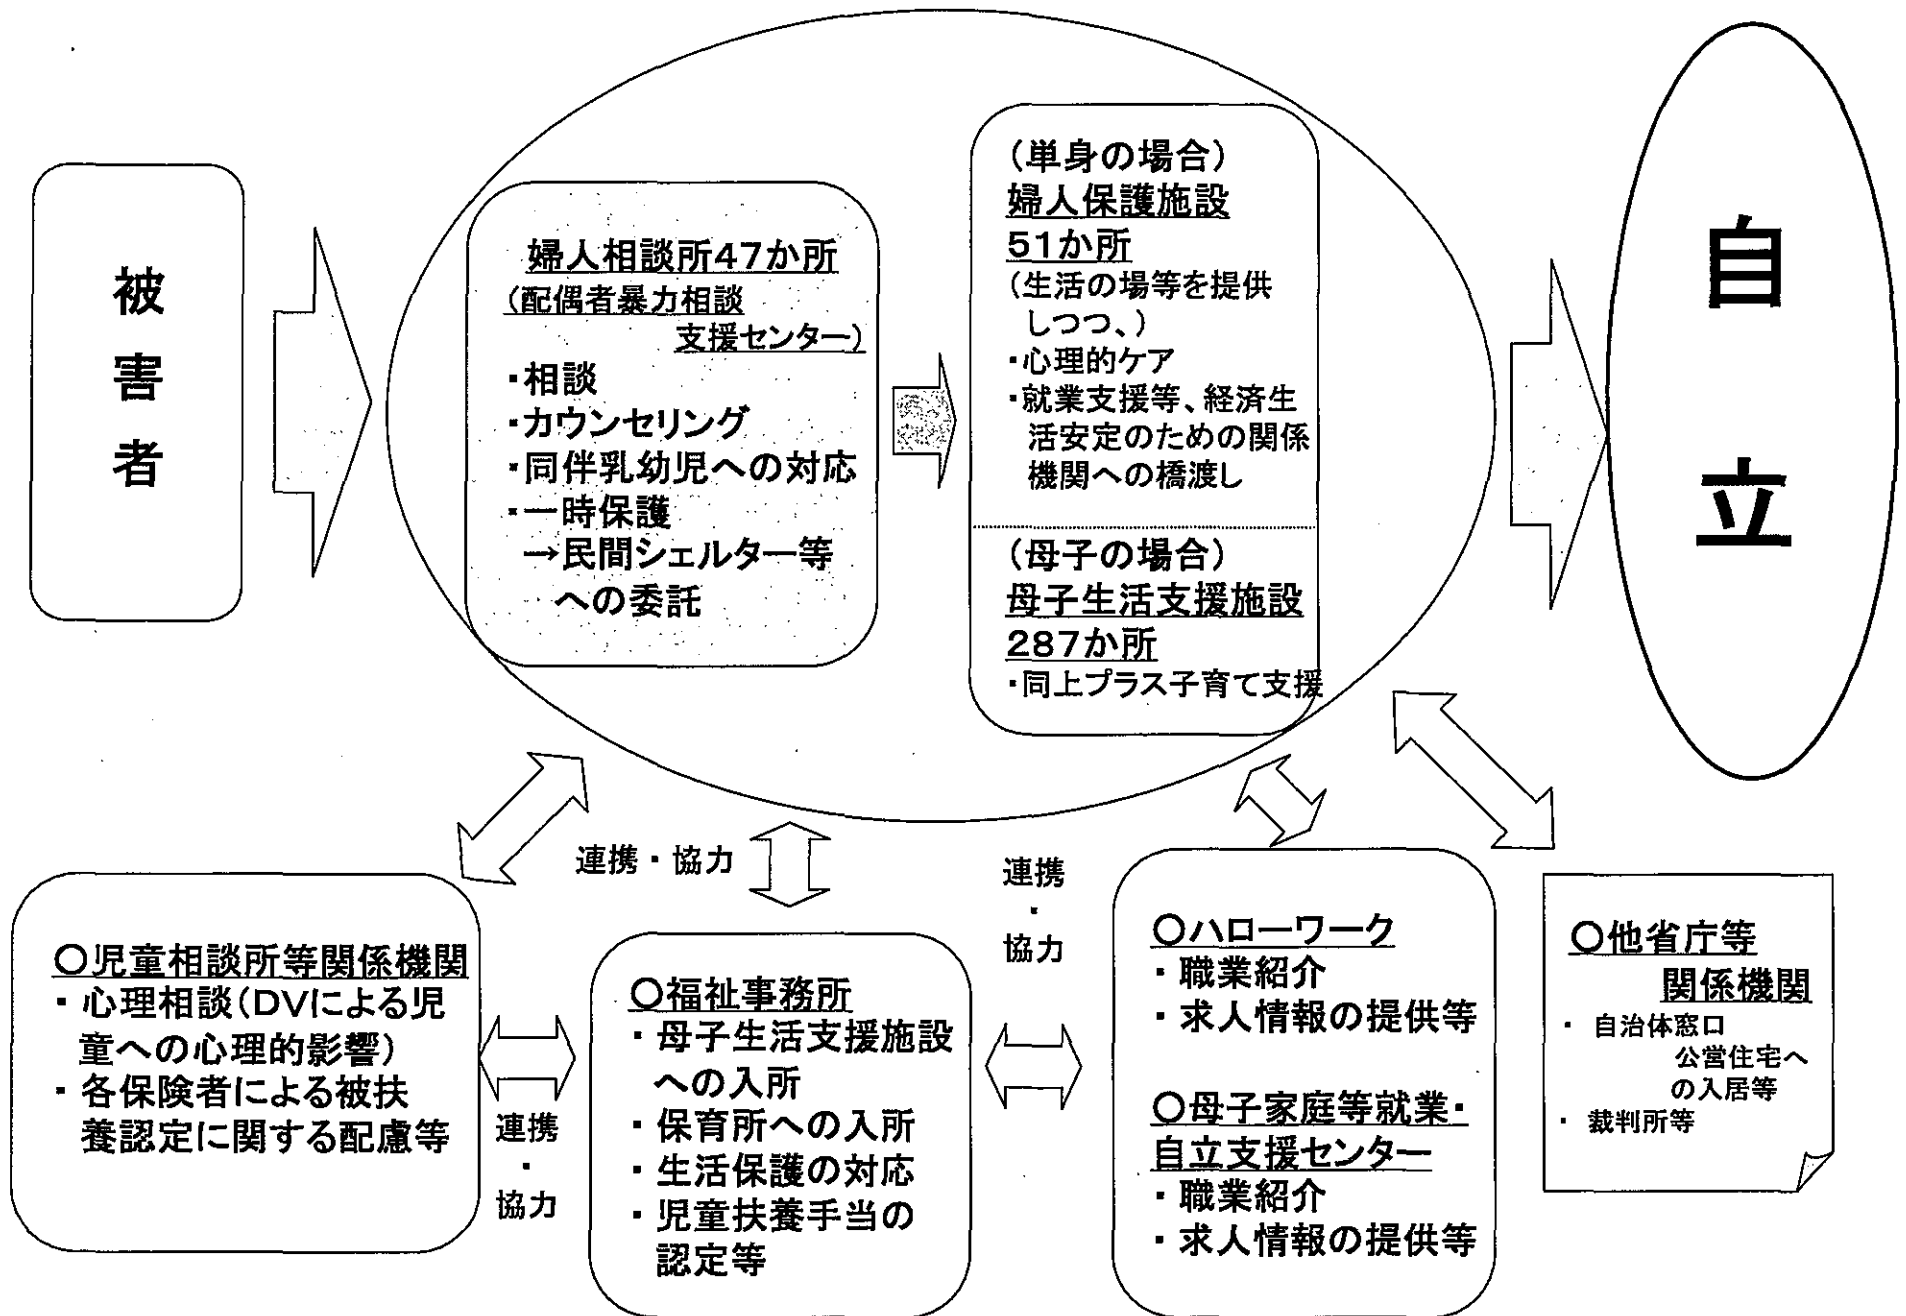 被
害
者
婦人相談所47か所
(配偶者暴力相談
支援センター)
・相談
・カウンセリング
・同伴乳幼児への対応
・一時保護
→民間シェルター等
への委託
(単身の場合)
婦人保護施設
51か所
(生活の場等を提供
しつつ、)
・心理的ケア
・就業支援等、経済生
活安定のための関係
機関への橋渡し
(母子の場合)
母子生活支援施設
287か所
・同上プラス子育て支援
自
立
連携・協力
連携
・
協力
○児童相談所等関係機関
・心理相談(DVによる児
童への心理的影響)
・各保険者による被扶
養認定に関する配慮等
連携
・
協力
○福祉事務所
・母子生活支援施設
への入所
・保育所への入所
・生活保護の対応
・児童扶養手当の
認定等
○ハローワーク
・職業紹介
・求人情報の提供等
○母子家庭等就業・
自立支援センター
・職業紹介
・求人情報の提供等
○他省庁等
関係機関
・自治体窓口
公営住宅へ
の入居等
・裁判所等